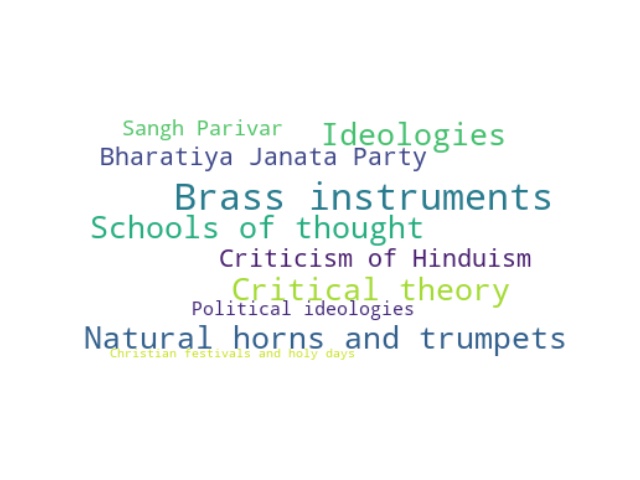 Sangh Parivar
Ideologies
Bharatiya Janata Party
Brass instruments
Schools of thought
Criticism of Hinduism
Critical theory
Political ideologies
Natural horns and trumpets
Christian festivals and holy days